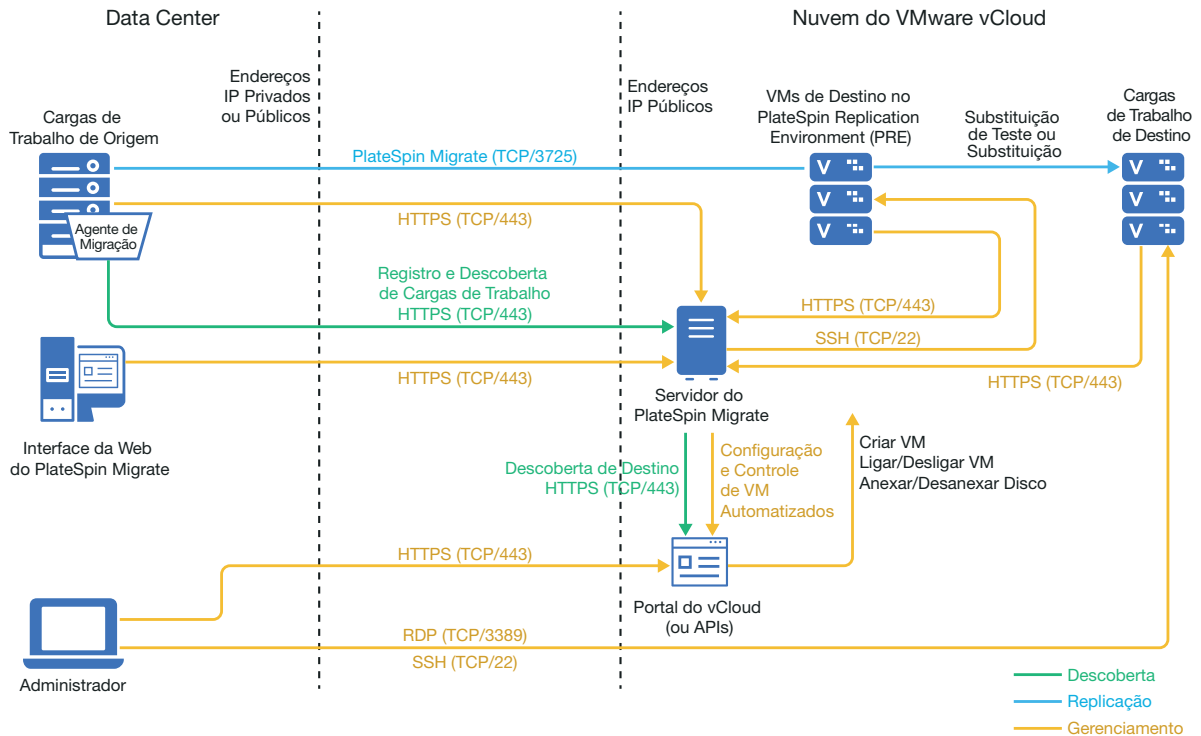 Data Center
Nuvem do VMware vCloud
Endereços
IP Privados
ou Públicos
Endereços
IP Públicos
Cargas de
Trabalho de Origem
VMs de Destino no
PlateSpin Replication
Environment (PRE)
Substituição
de Teste ou
Substituição
Cargas
de Trabalho
de Destino
PlateSpin Migrate (TCP/3725)
HTTPS (TCP/443)
Agente de
Migração
Registro e Descoberta
de Cargas de Trabalho
HTTPS (TCP/443)
HTTPS (TCP/443)
SSH (TCP/22)
HTTPS (TCP/443)
HTTPS (TCP/443)
V
V
V
V
V
V
Interface da Web
do PlateSpin Migrate
Servidor do
PlateSpin Migrate
Descoberta de Destino
HTTPS (TCP/443)
Configuração
e Controle
de VM
Automatizados
Criar VM
Ligar/Desligar VM
Anexar/Desanexar Disco
HTTPS (TCP/443)
Portal do vCloud
(ou APIs)
RDP (TCP/3389)
SSH (TCP/22)
Administrador
Descoberta
Replicação
Gerenciamento